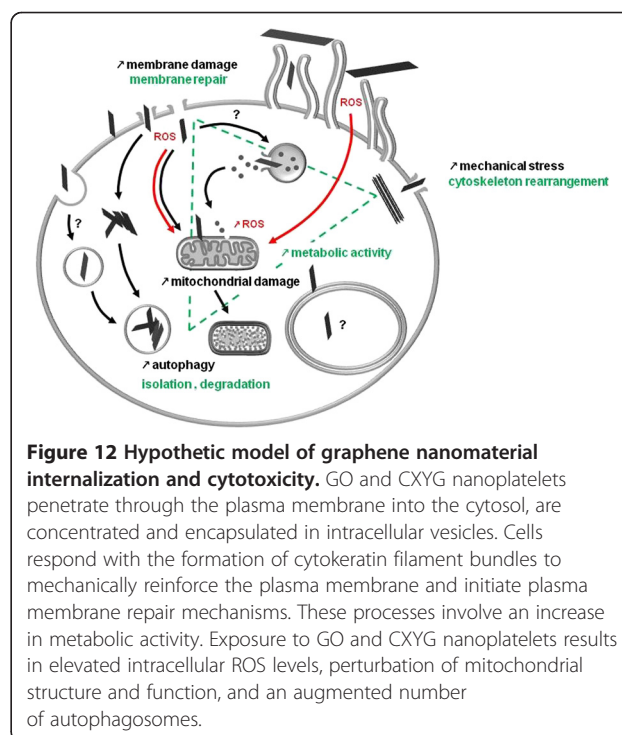 ↗ membrane damage
membrane repair
ROS
?
ROS
↗ mechanical stress
cytoskeleton rearrangement
?
↗ ROS
↗ metabolic activity
↗ mitochondrial damage
?
↗ autophagy
isolation, degradation
Figure 12 Hypothetic model of graphene nanomaterial
internalization and cytotoxicity. GO and CXYG nanoplatelets
penetrate through the plasma membrane into the cytosol, are
concentrated and encapsulated in intracellular vesicles. Cells
respond with the formation of cytokeratin filament bundles to
mechanically reinforce the plasma membrane and initiate plasma
membrane repair mechanisms. These processes involve an increase
in metabolic activity. Exposure to GO and CXYG nanoplatelets results
in elevated intracellular ROS levels, perturbation of mitochondrial
structure and function, and an augmented number
of autophagosomes.